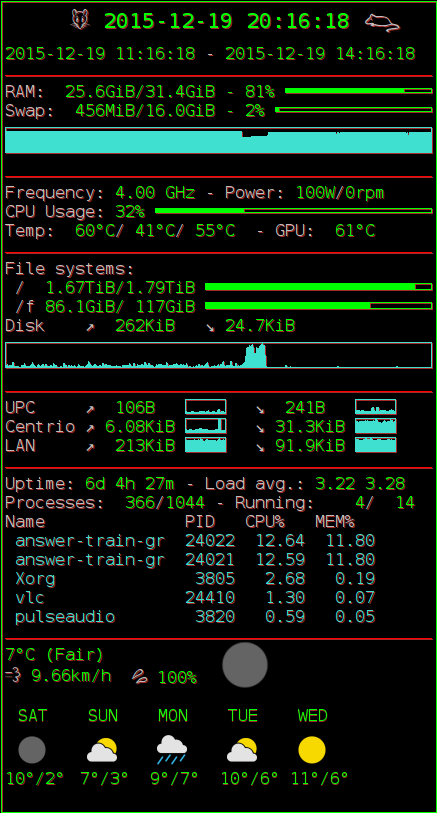 2015-12-19 20:16:18
2015-12-19 11:16:18 - 2015-12-19 14:16:18
RAM: 25.6GiB/31.4GiB - 81%
Swap: 456MiB/16.0GiB - 2%
Frequency: 4.00 GHz - Power: 100W/0rpm
CPU Usage: 32%
Temp: 60°C/ 41°C/ 55°C - GPU: 61°C
File systems:
/ 1.67TiB/1.79TiB
/f 86.1GiB/ 117GiB
Disk ↗ 262KiB ↘ 24.7KiB
UPC ↗ 106B ↘ 241B
Centrio ↗ 6.08KiB ↘ 31.3KiB
LAN ↗ 213KiB ↘ 91.9KiB
Uptime: 6d 4h 27m - Load avg.: 3.22 3.28
Processes: 366/1044 - Running: 4/ 14
Name PID CPU% MEM%
answer-train-gr 24022 12.64 11.80
answer-train-gr 24021 12.59 11.80
Xorg 3805 2.68 0.19
vlc 24410 1.30 0.07
pulseaudio 3820 0.59 0.05
7°C (Fair)
9.66km/h 100%
SAT SUN MON TUE WED
10°/2° 7°/3° 9°/7° 10°/6° 11°/6°